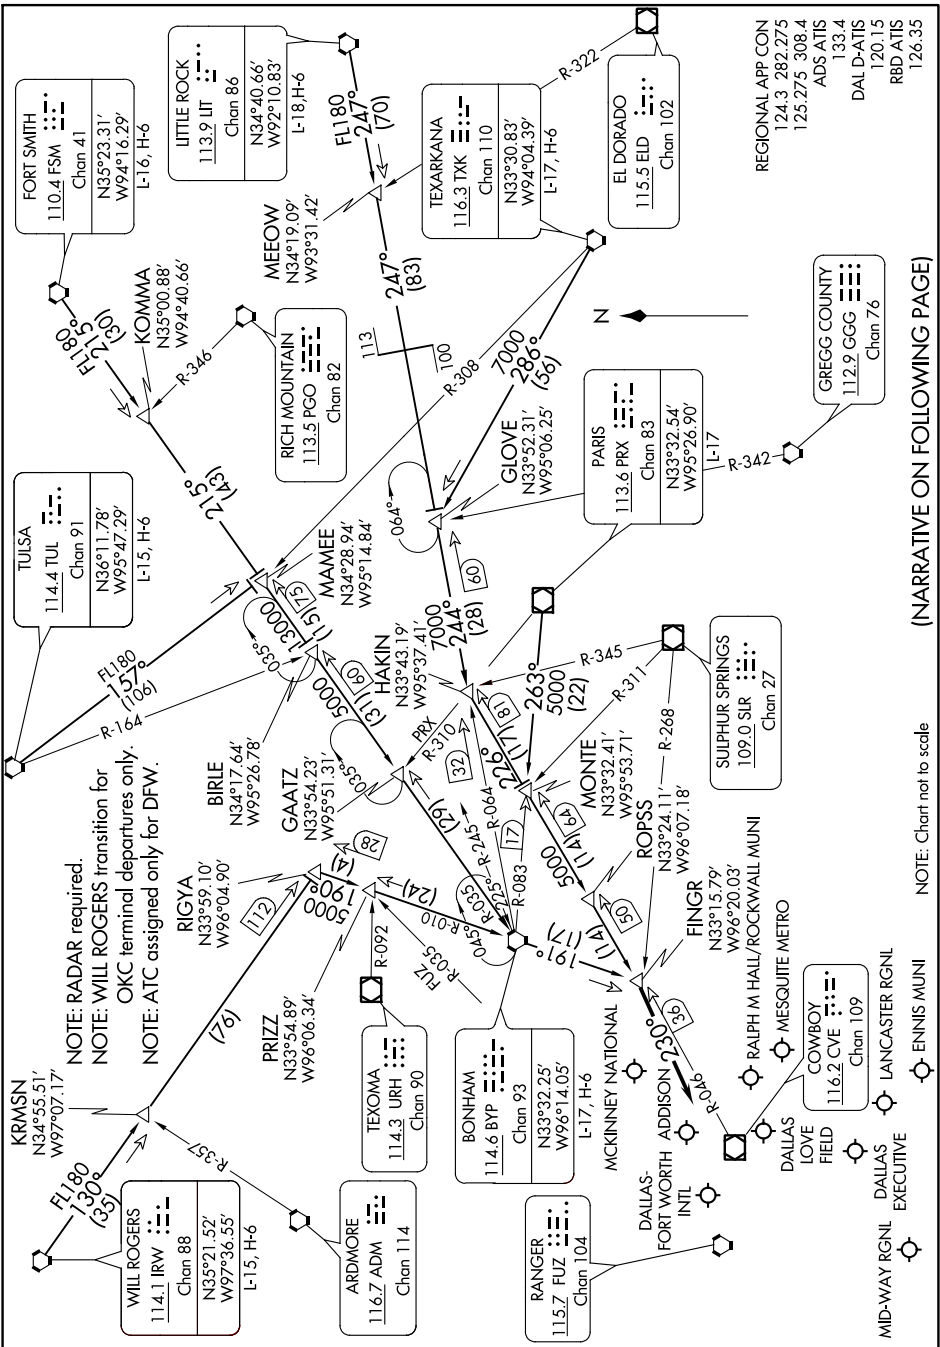 FORT SMITH
110.4 FSM
Chan 41
N35°23.31'
W94°16.29'
L-16, H-6
LITTLE ROCK
113.9 LIT
Chan 86
N34°40.66'
W92°10.83'
L-18,H-6
FL180
247°
(70)
MEEOW
N34°19.09'
W93°31.42'
TEXARKANA
116.3 TXK
Chan 110
N33°30.83'
W94°04.39'
L-17, H-6
R-322
EL DORADO
115.5 ELD
Chan 102
REGIONAL APP CON
124.3 282.275
125.275 308.4
ADS ATIS
133.4
DAL D-ATIS
120.15
RBD ATIS
126.35
FL180
215°
(30)
KOMMA
N35°00.88'
W94°40.66'
R-346
RICH MOUNTAIN
113.5 PGO
Chan 82
247°
(83)
113
100
R-308
7000
286°
(56)
N
GREGG COUNTY
112.9 GGG
Chan 76
R-342
TULSA
114.4 TUL
Chan 91
N36°11.78'
W95°47.29'
L-15, H-6
215°
(43)
MAMEE
N34°28.94'
W95°14.84'
GLOVE
N33°52.31'
W95°06.25'
064°
60
PARIS
113.6 PRX
Chan 83
N33°32.54'
W95°26.90'
L-17
FL180
157°
(106)
R-164
13000
(15)
75
035°
BIRLE
N34°17.64'
W95°26.78'
5000
(31)
60
035°
GAATZ
N33°54.23'
W95°51.31'
HAKIN
N33°43.19'
W95°37.41'
7000
244°
(28)
PRX
R-310
226°
(17)
81
263°
5000
(22)
R-345
R-311
R-268
SULPHUR SPRINGS
109.0 SLR
Chan 27
NOTE: RADAR required.
NOTE: WILL ROGERS transition for
OKC terminal departures only.
NOTE: ATC assigned only for DFW.
RIGYA
N33°59.10'
W96°04.90'
112
28
5000
190°
(4)
(24)
R-010
(29)
R-035
225°
R-245
R-064
32
17
R-083
045°
MONTE
N33°32.41'
W95°53.71'
5000
(14)
64
ROPSS
N33°24.11'
W96°07.18'
(14)
50
KRMSN
N34°55.51'
W97°07.17'
(76)
PRIZZ
N33°54.89'
W96°06.34'
R-092
FUZ
R-035
TEXOMA
114.3 URH
Chan 90
191°
(17)
FINGR
N33°15.79'
W96°20.03'
FL180
130°
(35)
WILL ROGERS
114.1 IRW
Chan 88
N35°21.52'
W97°36.55'
L-15, H-6
R-357
ARDMORE
116.7 ADM
Chan 114
BONHAM
114.6 BYP
Chan 93
N33°32.25'
W96°14.05'
L-17, H-6
230°
36
R-046
RANGER
115.7 FUZ
Chan 104
COWBOY
116.2 CVE
Chan 109
MCKINNEY NATIONAL
ADDISON
DALLAS-
FORT WORTH
INTL
RALPH M HALL/ROCKWALL MUNI
MESQUITE METRO
DALLAS
LOVE
FIELD
LANCASTER RGNL
DALLAS
EXECUTIVE
ENNIS MUNI
MID-WAY RGNL
NOTE: Chart not to scale
(NARRATIVE ON FOLLOWING PAGE)